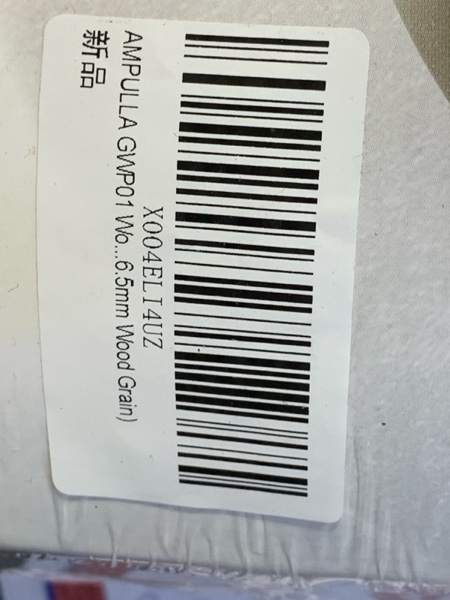 X004ELI4UZ
AMPULLA GWP01 Wo...6.5mm Wood Grain)
新品